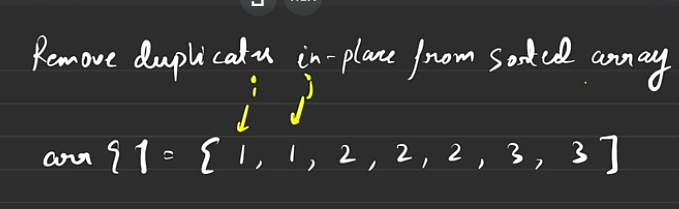 Remove duplicates in-place from sorted array
i j
arr {] = { 1, 1, 2, 2, 2, 3, 3 ]